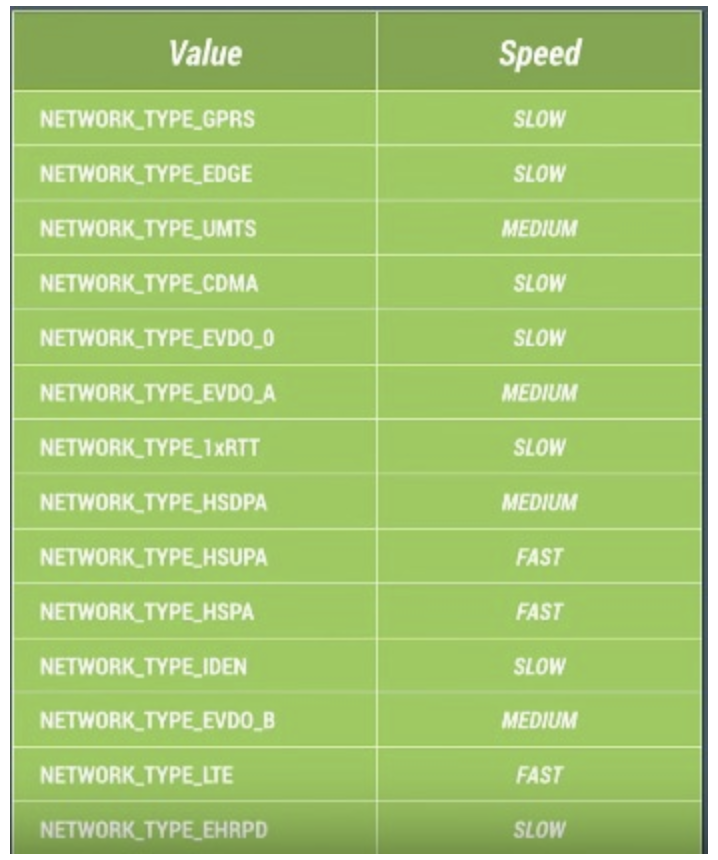 Value Speed
NETWORK_TYPE_GPRS SLOW
NETWORK_TYPE_EDGE SLOW
NETWORK_TYPE_UMTS MEDIUM
NETWORK_TYPE_CDMA SLOW
NETWORK_TYPE_EVDO_0 SLOW
NETWORK_TYPE_EVDO_A MEDIUM
NETWORK_TYPE_1xRTT SLOW
NETWORK_TYPE_HSDPA MEDIUM
NETWORK_TYPE_HSUPA FAST
NETWORK_TYPE_HSPA FAST
NETWORK_TYPE_IDEN SLOW
NETWORK_TYPE_EVDO_B MEDIUM
NETWORK_TYPE_LTE FAST
NETWORK_TYPE_EHRPD SLOW